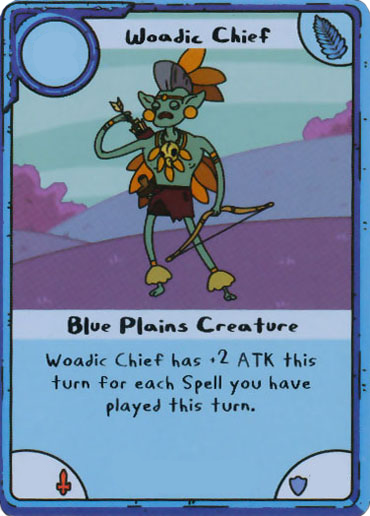 Woadic Chief
Blue Plains Creature
Woadic Chief has +2 ATK this
turn for each Spell you have
played this turn.